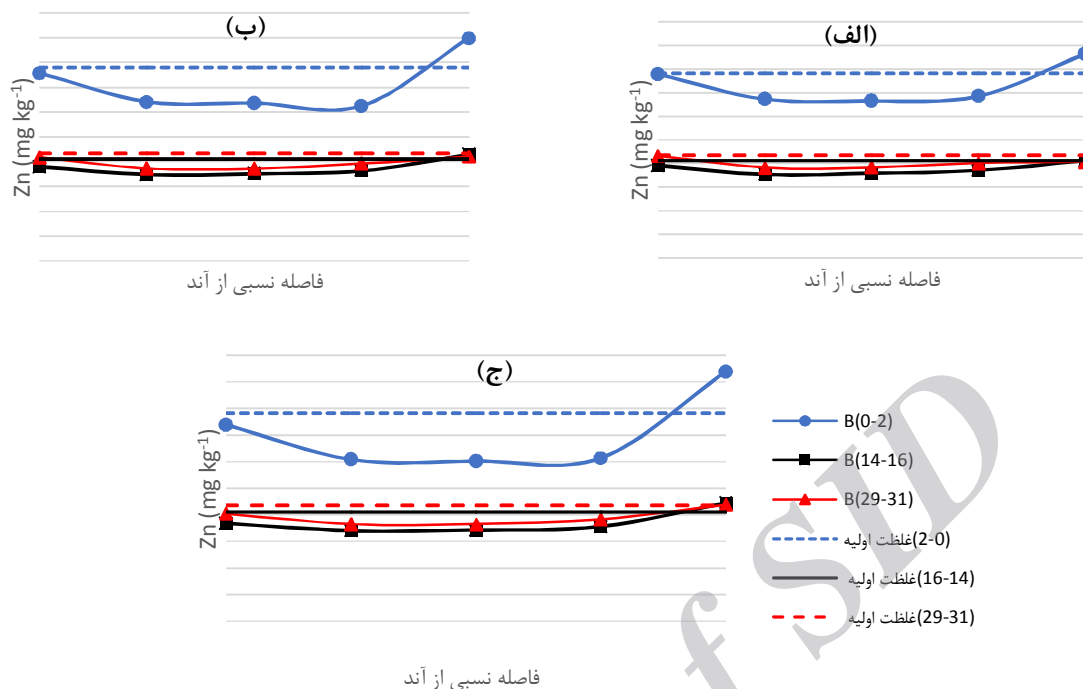 (الف)
Zn (mg kg-1)
فاصله نسبی از آند
(ب)
Zn (mg kg-1)
فاصله نسبی از آند
(ج)
Zn (mg kg-1)
فاصله نسبی از آند
B(0-2)
B(14-16)
B(29-31)
غلظت اولیه(2-0)
غلظت اولیه(16-14)
غلظت اولیه(29-31)
f SID